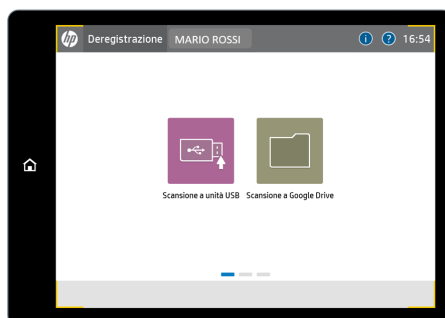 hp Deregistrazione MARIO ROSSI i ? 16:54
Scansione a unità USB Scansione a Google Drive